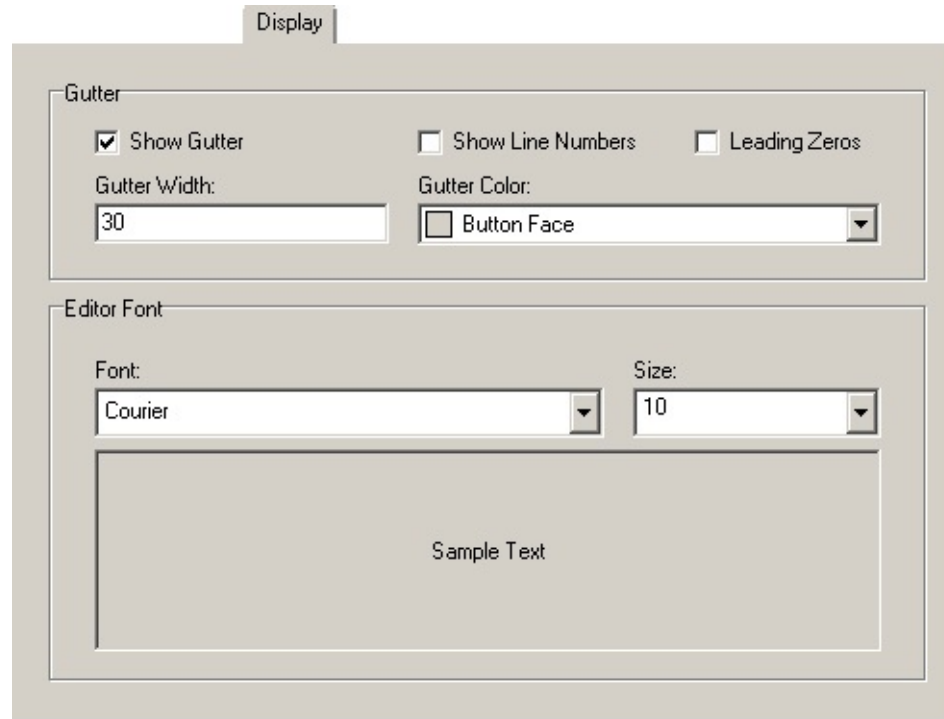 Display
Gutter
Show Gutter Show Line Numbers Leading Zeros
Gutter Width: Gutter Color:
30 Button Face
Editor Font
Font: Size:
Courier 10
Sample Text